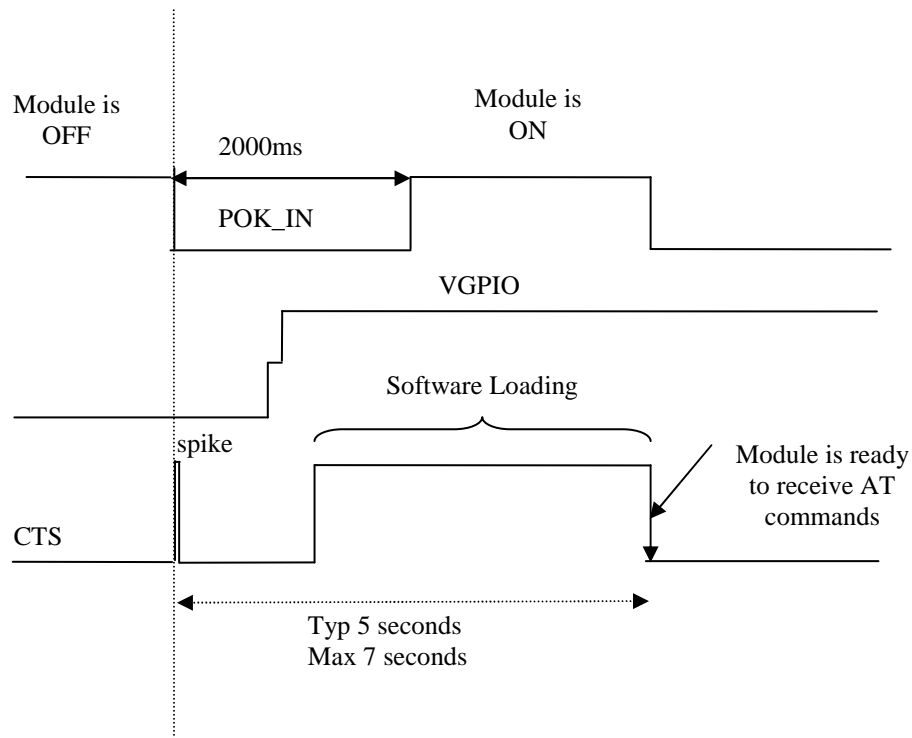 Module is
OFF
Module is
ON
2000ms
POK_IN
VGPIO
Software Loading
spike
Module is ready
to receive AT
commands
CTS
Typ 5 seconds
Max 7 seconds